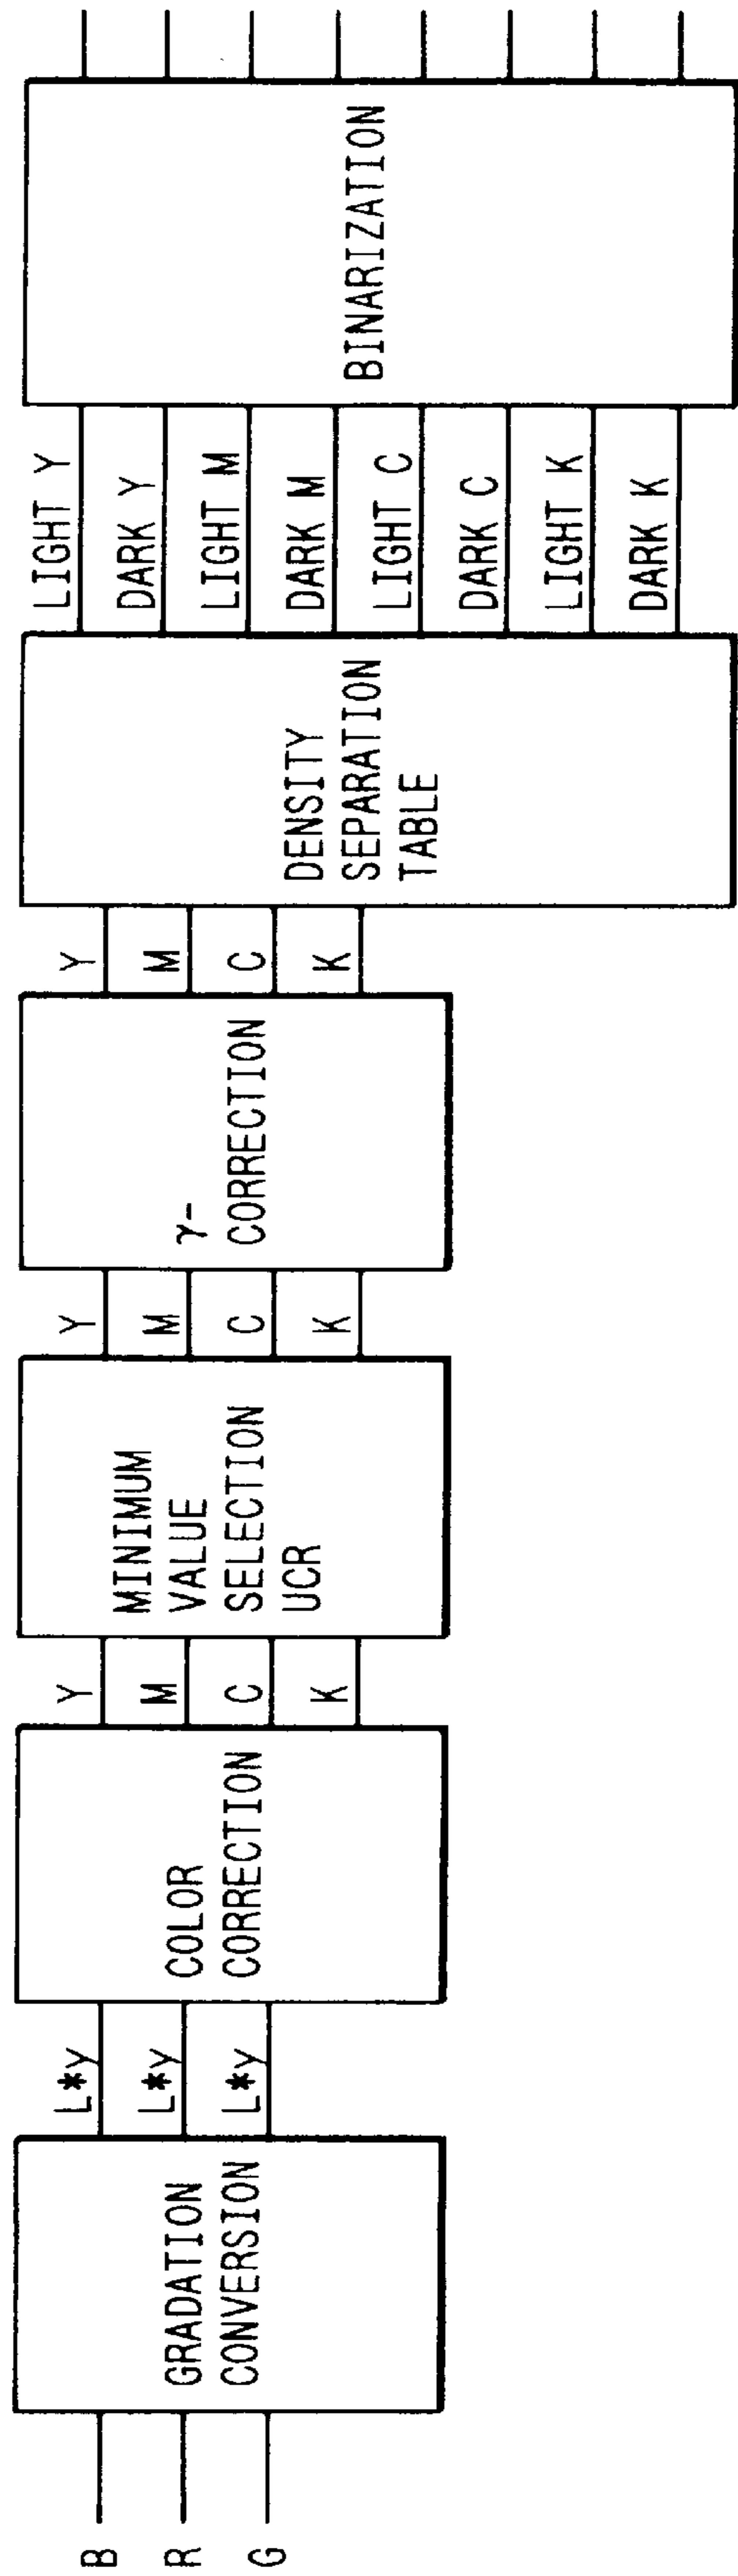 B
R
G
GRADATION
CONVERSION
L*y
L*y
L*y
COLOR
CORRECTION
Y
M
C
K
MINIMUM
VALUE
SELECTION
UCR
Y
M
C
K
γ-
CORRECTION
Y
M
C
K
DENSITY
SEPARATION
TABLE
LIGHT Y
DARK Y
LIGHT M
DARK M
LIGHT C
DARK C
LIGHT K
DARK K
BINARIZATION